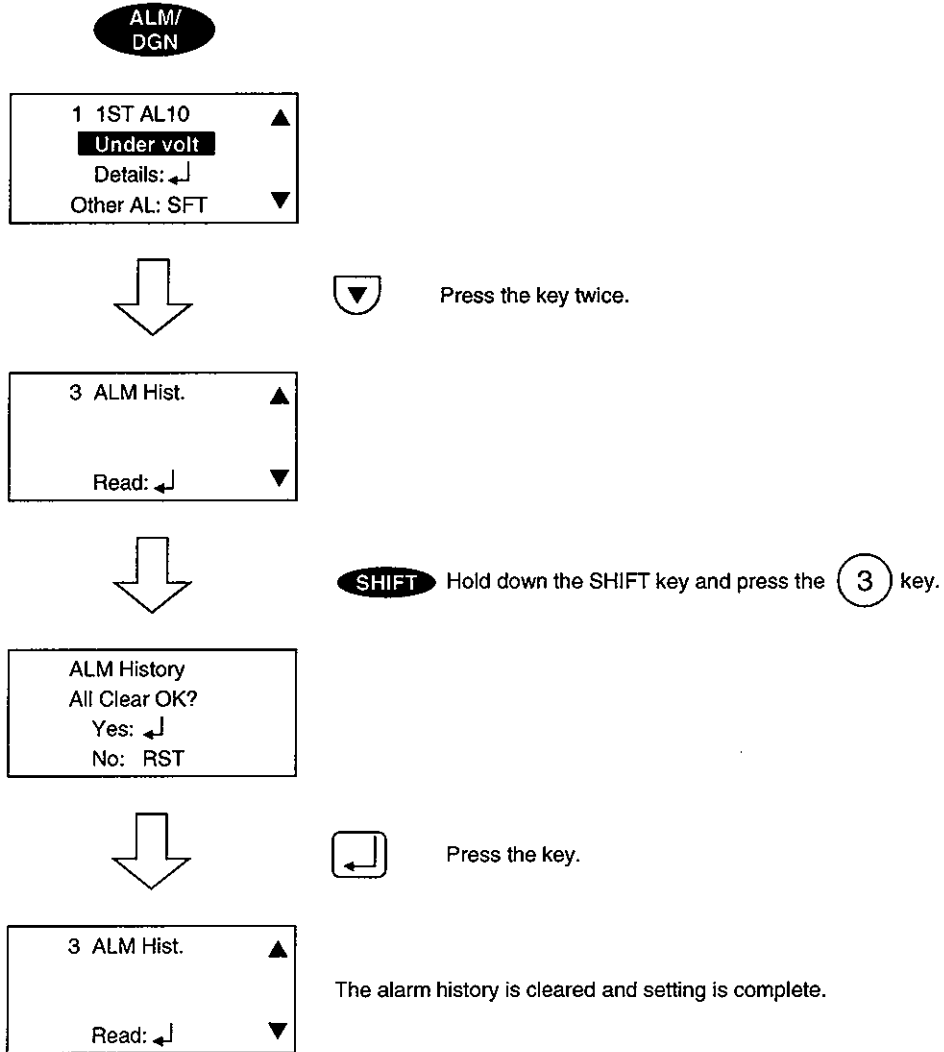 ALM/
DGN
1 1ST AL10 ▲
Under volt
Details: ↵
Other AL: SFT ▼
▼ Press the key twice.
3 ALM Hist. ▲
Read: ↵ ▼
SHIFT Hold down the SHIFT key and press the 3 key.
ALM History
All Clear OK?
Yes: ↵
No: RST
↵ Press the key.
3 ALM Hist. ▲
The alarm history is cleared and setting is complete.
Read: ↵ ▼